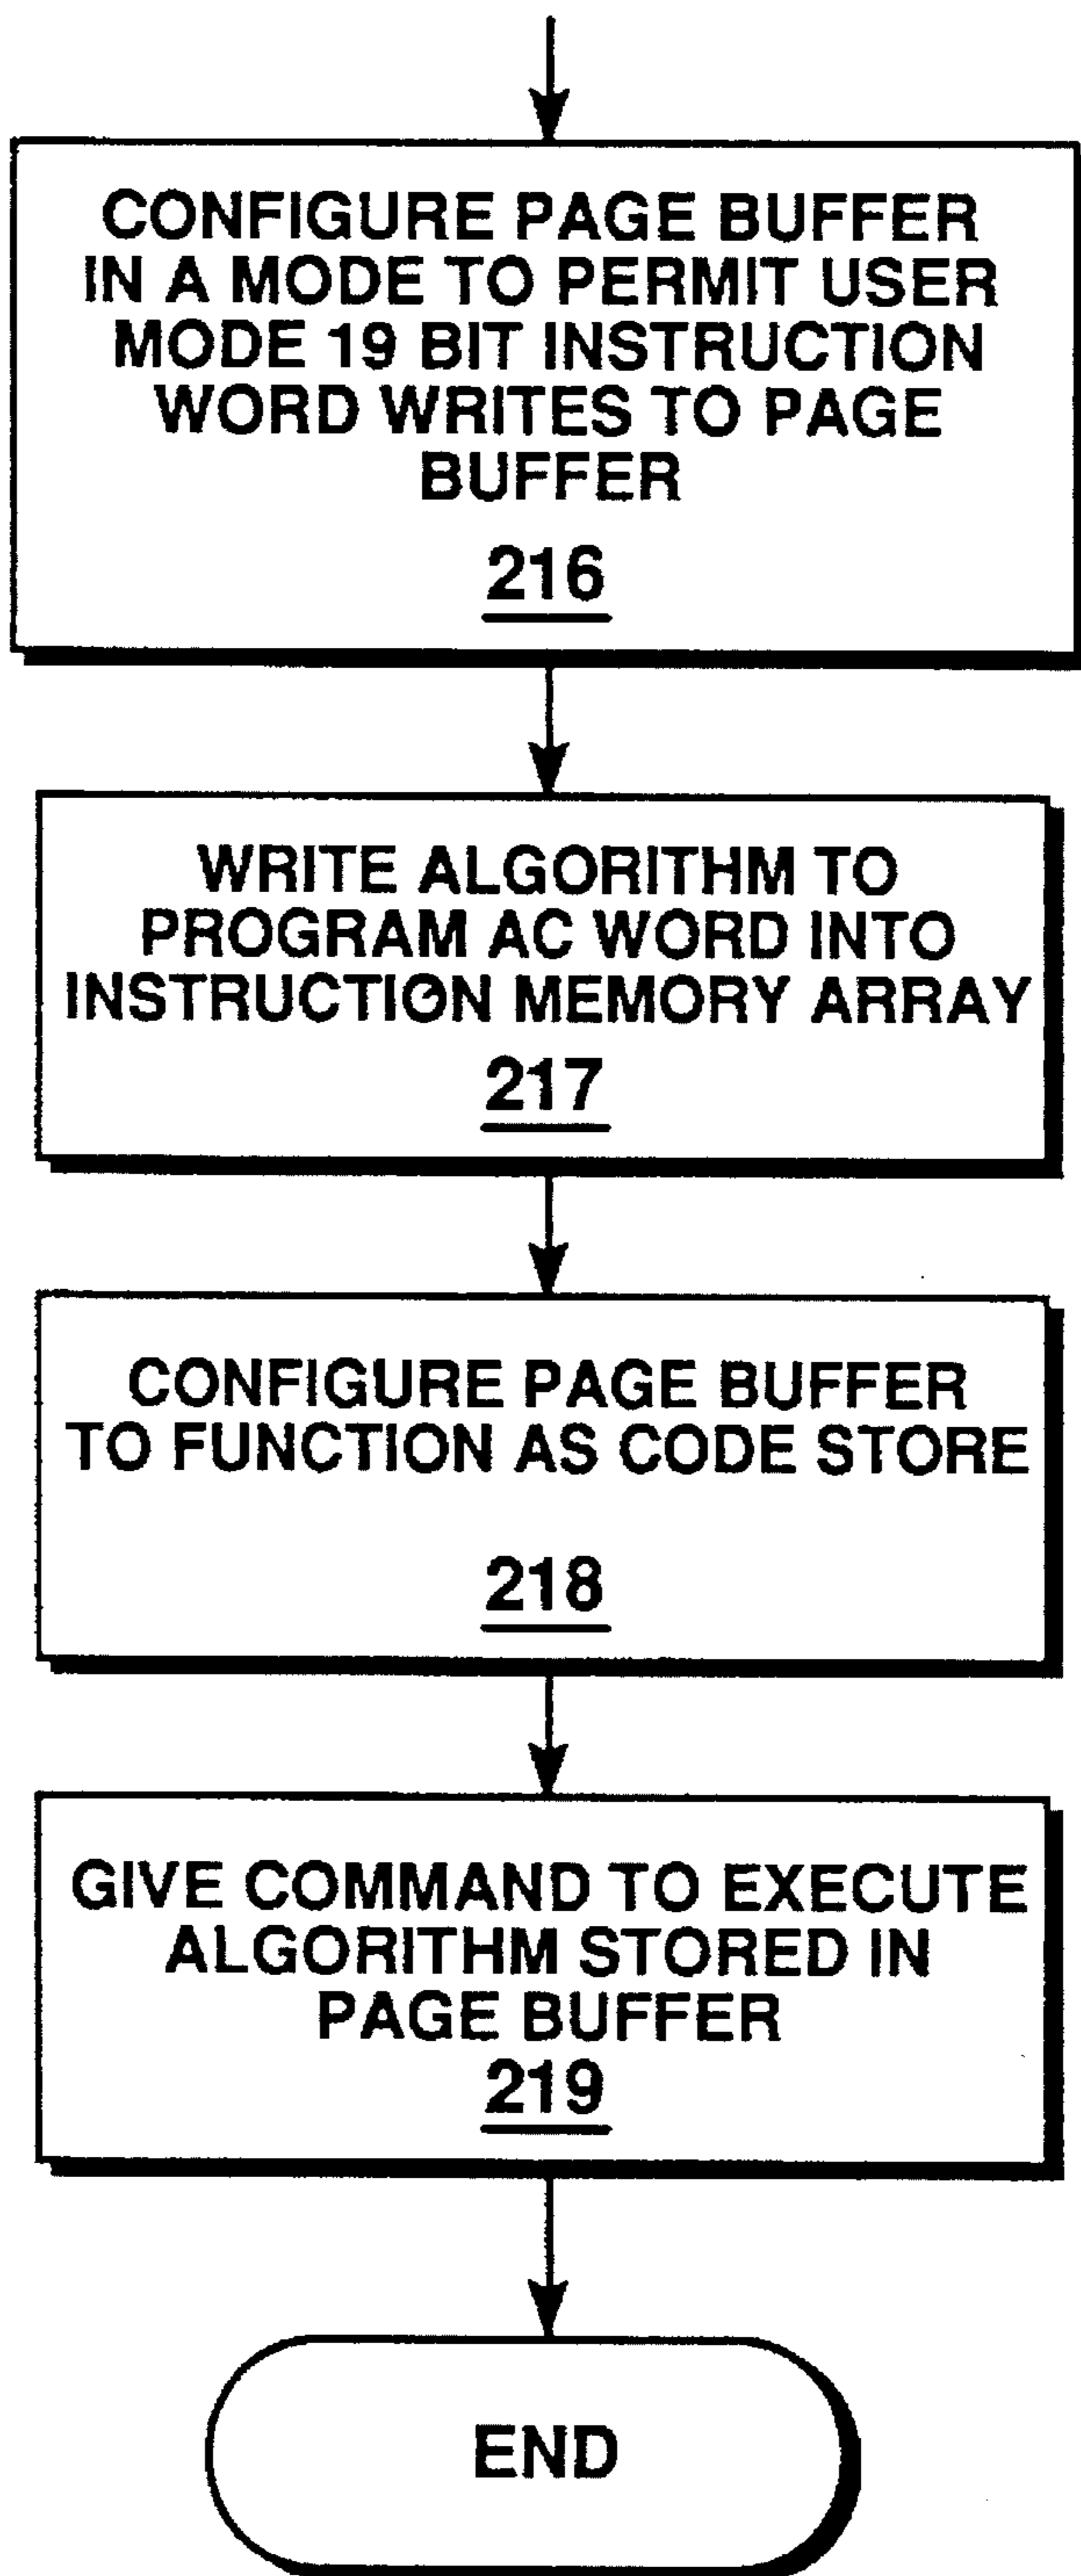 CONFIGURE PAGE BUFFER
IN A MODE TO PERMIT USER
MODE 19 BIT INSTRUCTION
WORD WRITES TO PAGE
BUFFER
216
WRITE ALGORITHM TO
PROGRAM AC WORD INTO
INSTRUCTION MEMORY ARRAY
217
CONFIGURE PAGE BUFFER
TO FUNCTION AS CODE STORE
218
GIVE COMMAND TO EXECUTE
ALGORITHM STORED IN
PAGE BUFFER
219
END